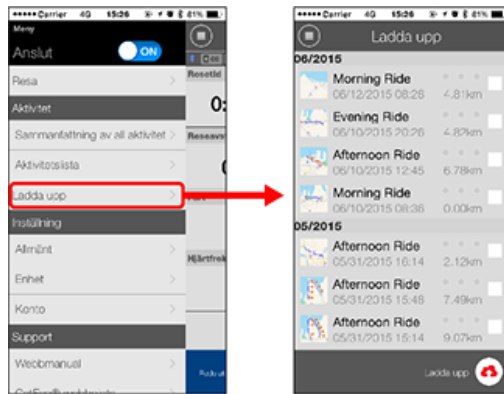 Carrier 4G 15:26 81%
Meny
Anslut ON
Resa
Aktivitet
Sammanfattning av all aktivitet
Aktivitetslista
Ladda upp
Inställning
Allmänt
Enhet
Konto
Support
Webbmanual
Resetid
0:
Hjärtfrek
Carrier 4G 15:26 81%
Ladda upp
06/2015
Morning Ride
06/12/2015 08:26 4.81km
Evening Ride
06/10/2015 20:26 4.82km
Afternoon Ride
06/10/2015 12:45 6.78km
Morning Ride
06/10/2015 08:36 0.00km
05/2015
Afternoon Ride
05/31/2015 16:14 2.12km
Afternoon Ride
05/31/2015 15:48 7.49km
Afternoon Ride
05/31/2015 15:14 9.07km
Ladda upp